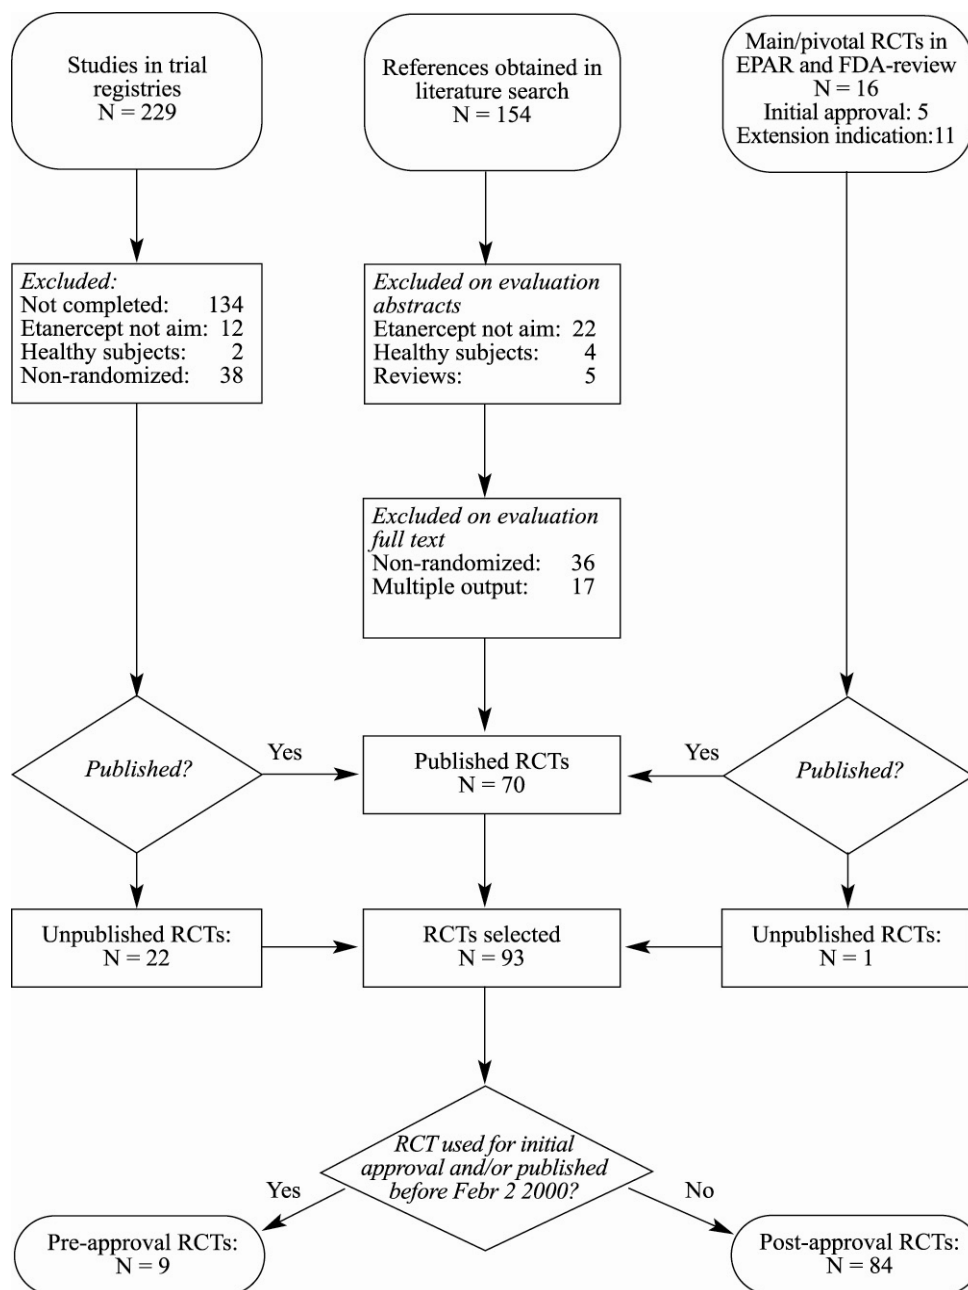 Studies in trial
registries
N = 229
References obtained in
literature search
N = 154
Main/pivotal RCTs in
EPAR and FDA-review
N = 16
Initial approval: 5
Extension indication:11
Excluded:
Not completed: 134
Etanercept not aim: 12
Healthy subjects: 2
Non-randomized: 38
Excluded on evaluation
abstracts
Etanercept not aim: 22
Healthy subjects: 4
Reviews: 5
Excluded on evaluation
full text
Non-randomized: 36
Multiple output: 17
Published?
Yes
Published RCTs
N = 70
Yes
Published?
Unpublished RCTs:
N = 22
RCTs selected
N = 93
Unpublished RCTs:
N = 1
RCT used for initial
approval and/or published
before Febr 2 2000?
Yes
No
Pre-approval RCTs:
N = 9
Post-approval RCTs:
N = 84